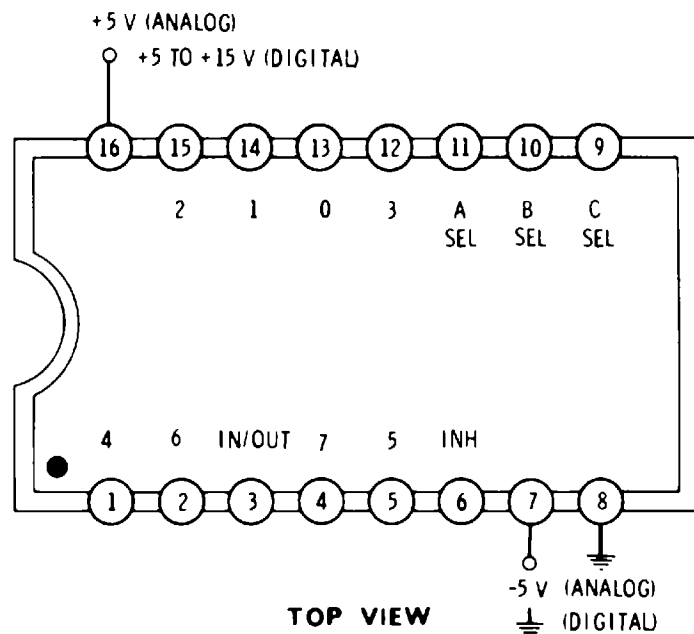 +5 V (ANALOG)
+5 TO +15 V (DIGITAL)
16 15 14 13 12 11 10 9
2 1 0 3 A B C
SEL SEL SEL
4 6 IN/OUT 7 5 INH
1 2 3 4 5 6 7 8
-5 V (ANALOG)
(DIGITAL)
TOP VIEW